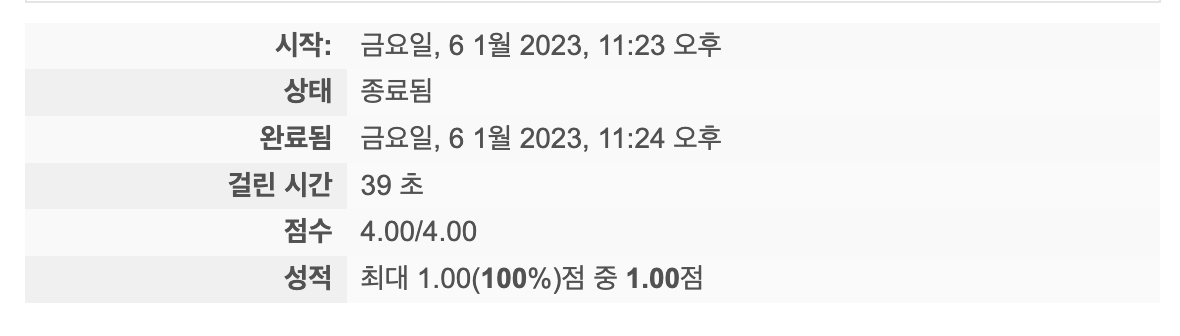 시작: 금요일, 6 1월 2023, 11:23 오후
상태 종료됨
완료됨 금요일, 6 1월 2023, 11:24 오후
걸린 시간 39 초
점수 4.00/4.00
성적 최대 1.00(100%)점 중 1.00점